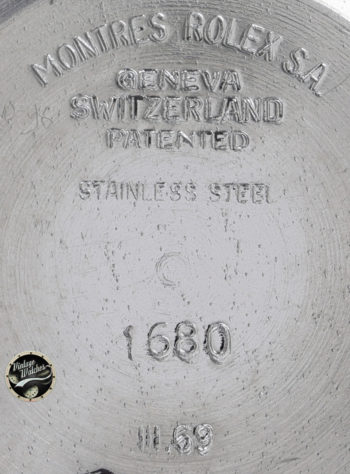 MONTRES ROLEX S.A.
GENEVA
SWITZERLAND
PATENTED
STAINLESS STEEL
C
1680
III.69
Vintage
Watches